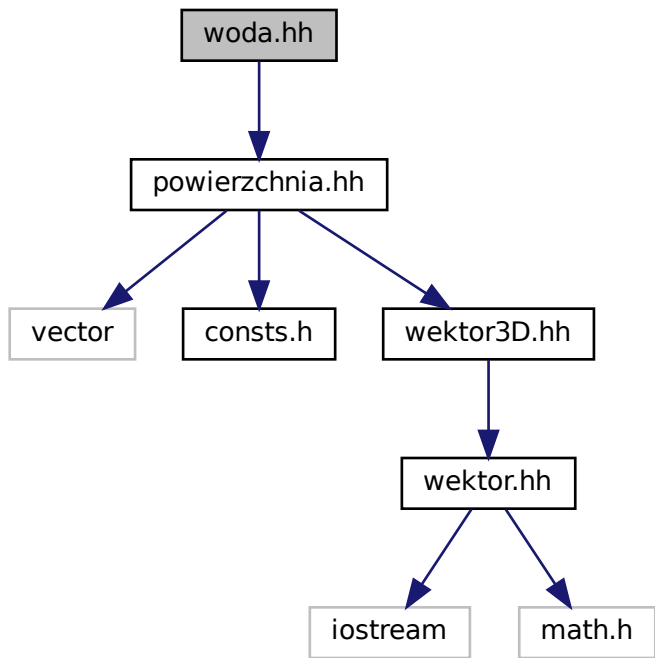 woda.hh
powierzchnia.hh
vector
consts.h
wektor3D.hh
wektor.hh
iostream
math.h